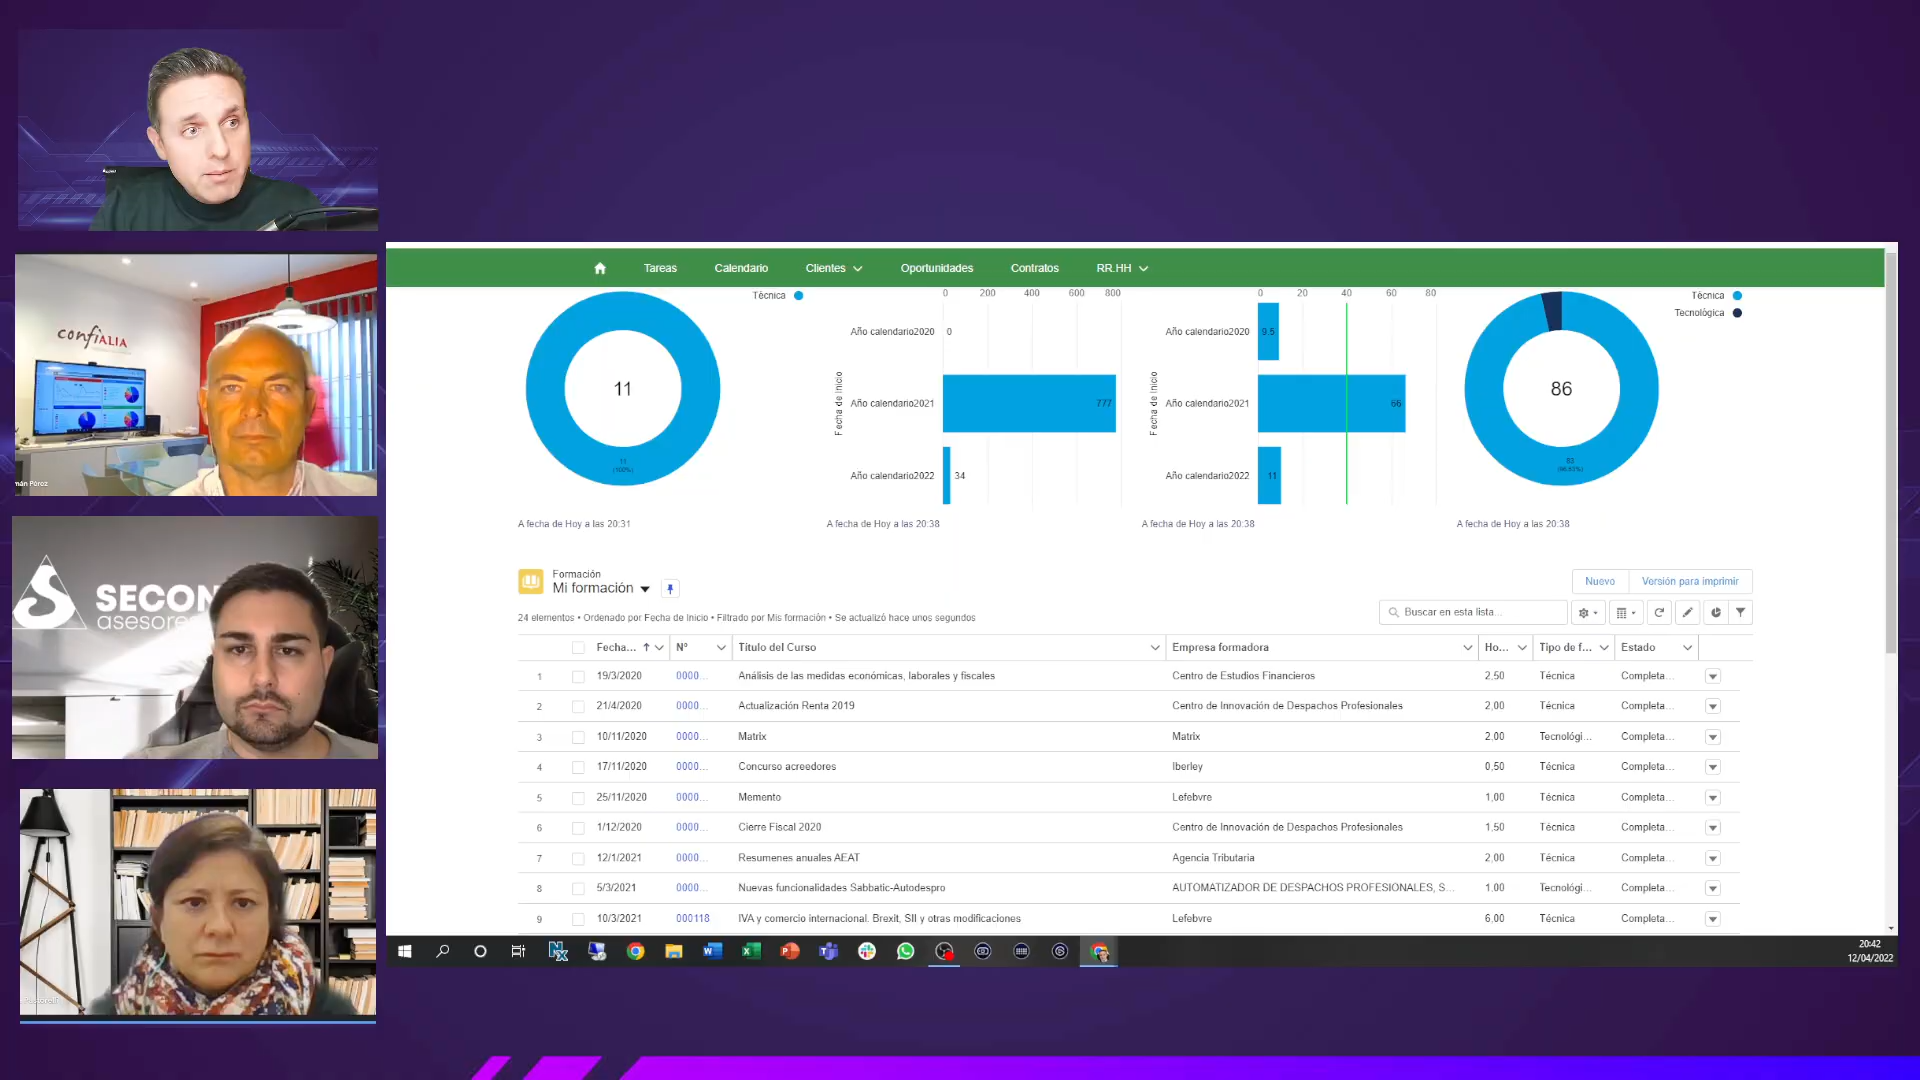 confiALIA
mán Pérez
SECON
asesore
Tareas
Calendario
Clientes
Oportunidades
Contratos
RR.HH
Técnica
11
11
(100%)
A fecha de Hoy a las 20:31
0 200 400 600 800
Fecha de Inicio
Año calendario2020 0
Año calendario2021 777
Año calendario2022 34
A fecha de Hoy a las 20:38
0 20 40 60 80
Fecha de Inicio
Año calendario2020 9.5
Año calendario2021 66
Año calendario2022 11
A fecha de Hoy a las 20:38
Técnica
Tecnológica
86
83
A fecha de Hoy a las 20:38
Formación
Mi formación
Nuevo
Versión para imprimir
24 elementos • Ordenado por Fecha de Inicio • Filtrado por Mis formación • Se actualizó hace unos segundos
Buscar en esta lista...
Fecha... Nº Título del Curso Empresa formadora Ho... Tipo de f... Estado
1 19/3/2020 0000... Análisis de las medidas económicas, laborales y fiscales Centro de Estudios Financieros 2,50 Técnica Completa...
2 21/4/2020 0000... Actualización Renta 2019 Centro de Innovación de Despachos Profesionales 2,00 Técnica Completa...
3 10/11/2020 0000... Matrix Matrix 2,00 Tecnológi... Completa...
4 17/11/2020 0000... Concurso acreedores Iberley 0,50 Técnica Completa...
5 25/11/2020 0000... Memento Lefebvre 1,00 Técnica Completa...
6 1/12/2020 0000... Cierre Fiscal 2020 Centro de Innovación de Despachos Profesionales 1,50 Técnica Completa...
7 12/1/2021 0000... Resumenes anuales AEAT Agencia Tributaria 2,00 Técnica Completa...
8 5/3/2021 0000... Nuevas funcionalidades Sabbatic-Autodespro AUTOMATIZADOR DE DESPACHOS PROFESIONALES, S... 1,00 Tecnológi... Completa...
9 10/3/2021 000118 IVA y comercio internacional. Brexit, SII y otras modificaciones Lefebvre 6,00 Técnica Completa...
20:42
12/04/2022